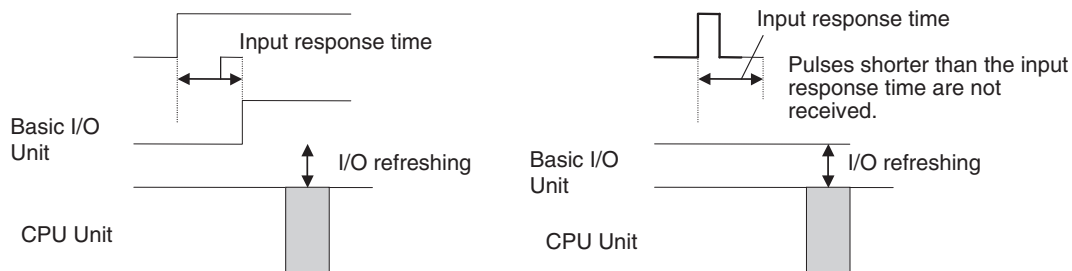 Input response time
Basic I/O
Unit
I/O refreshing
CPU Unit
Input response time
Pulses shorter than the input
response time are not
received.
Basic I/O
Unit
I/O refreshing
CPU Unit